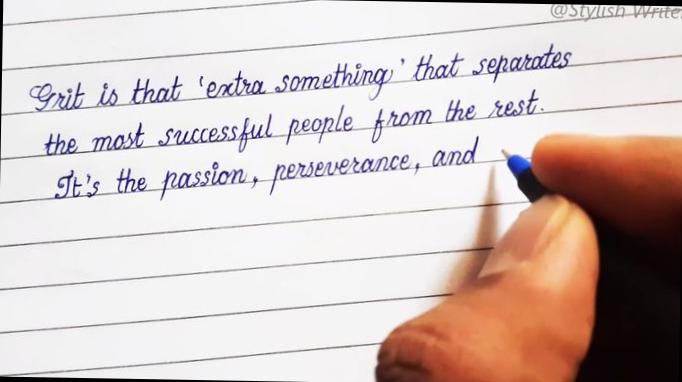 @Stylish Write
Grit is that 'extra something' that separates
the most successful people from the rest.
It's the passion, perseverance, and